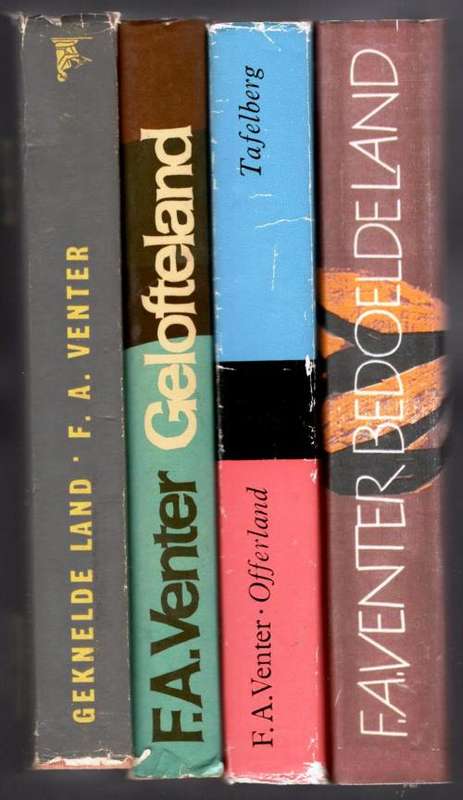 GEKNELDE LAND · F. A. VENTER
F.A.Venter Gelofteland
F.A.Venter · Offerland
Tafelberg
F.A.VENTER BEDOELDE LAND